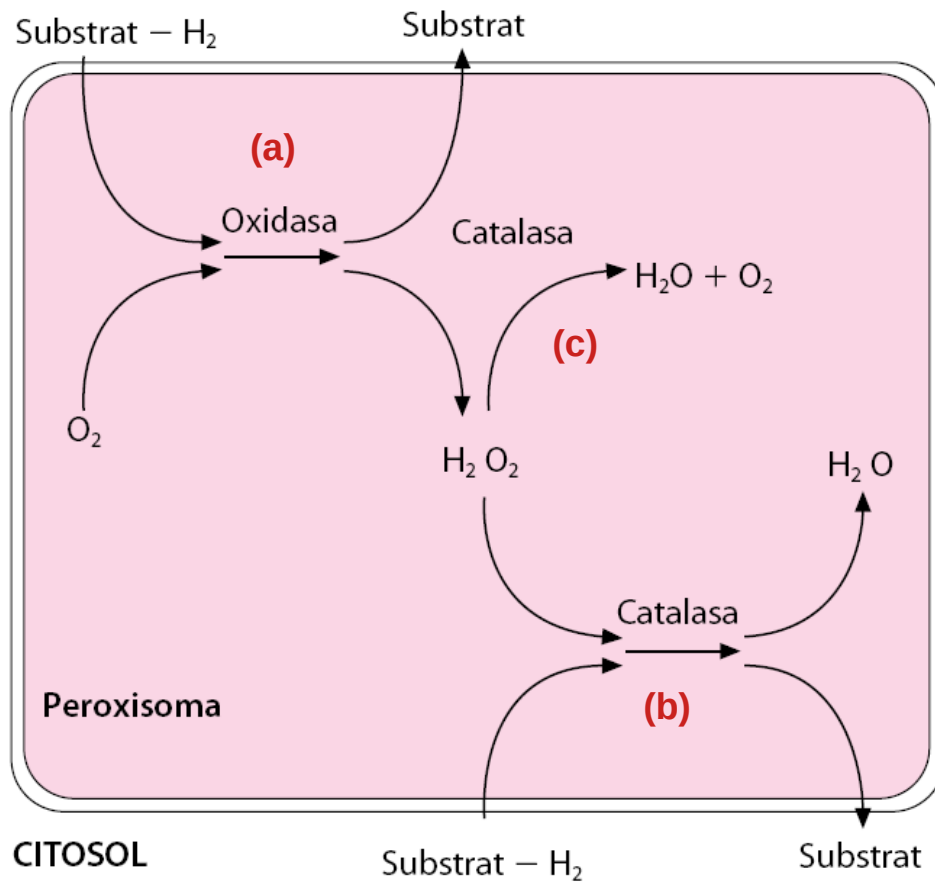 Substrat – H₂
Substrat
(a)
Oxidasa
Catalasa
H₂O + O₂
(c)
O₂
H₂ O₂
H₂ O
Catalasa
(b)
Peroxisoma
CITOSOL
Substrat – H₂
Substrat